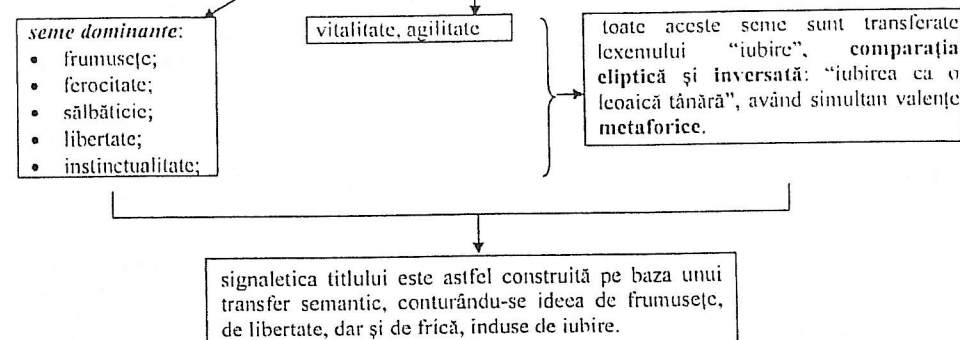 seme dominante:
• frumusețe;
• ferocitate;
• sălbăticie;
• libertate;
• instinctualitate;
vitalitate, agilitate
toate aceste seme sunt transferate
lexemului “iubire”, comparația
eliptică și inversată: “iubirea ca o
leoaică tânără”, având simultan valențe
metaforice.
signaletica titlului este astfel construită pe baza unui
transfer semantic, conturându-se ideea de frumusețe,
de libertate, dar și de frică, induse de iubire.